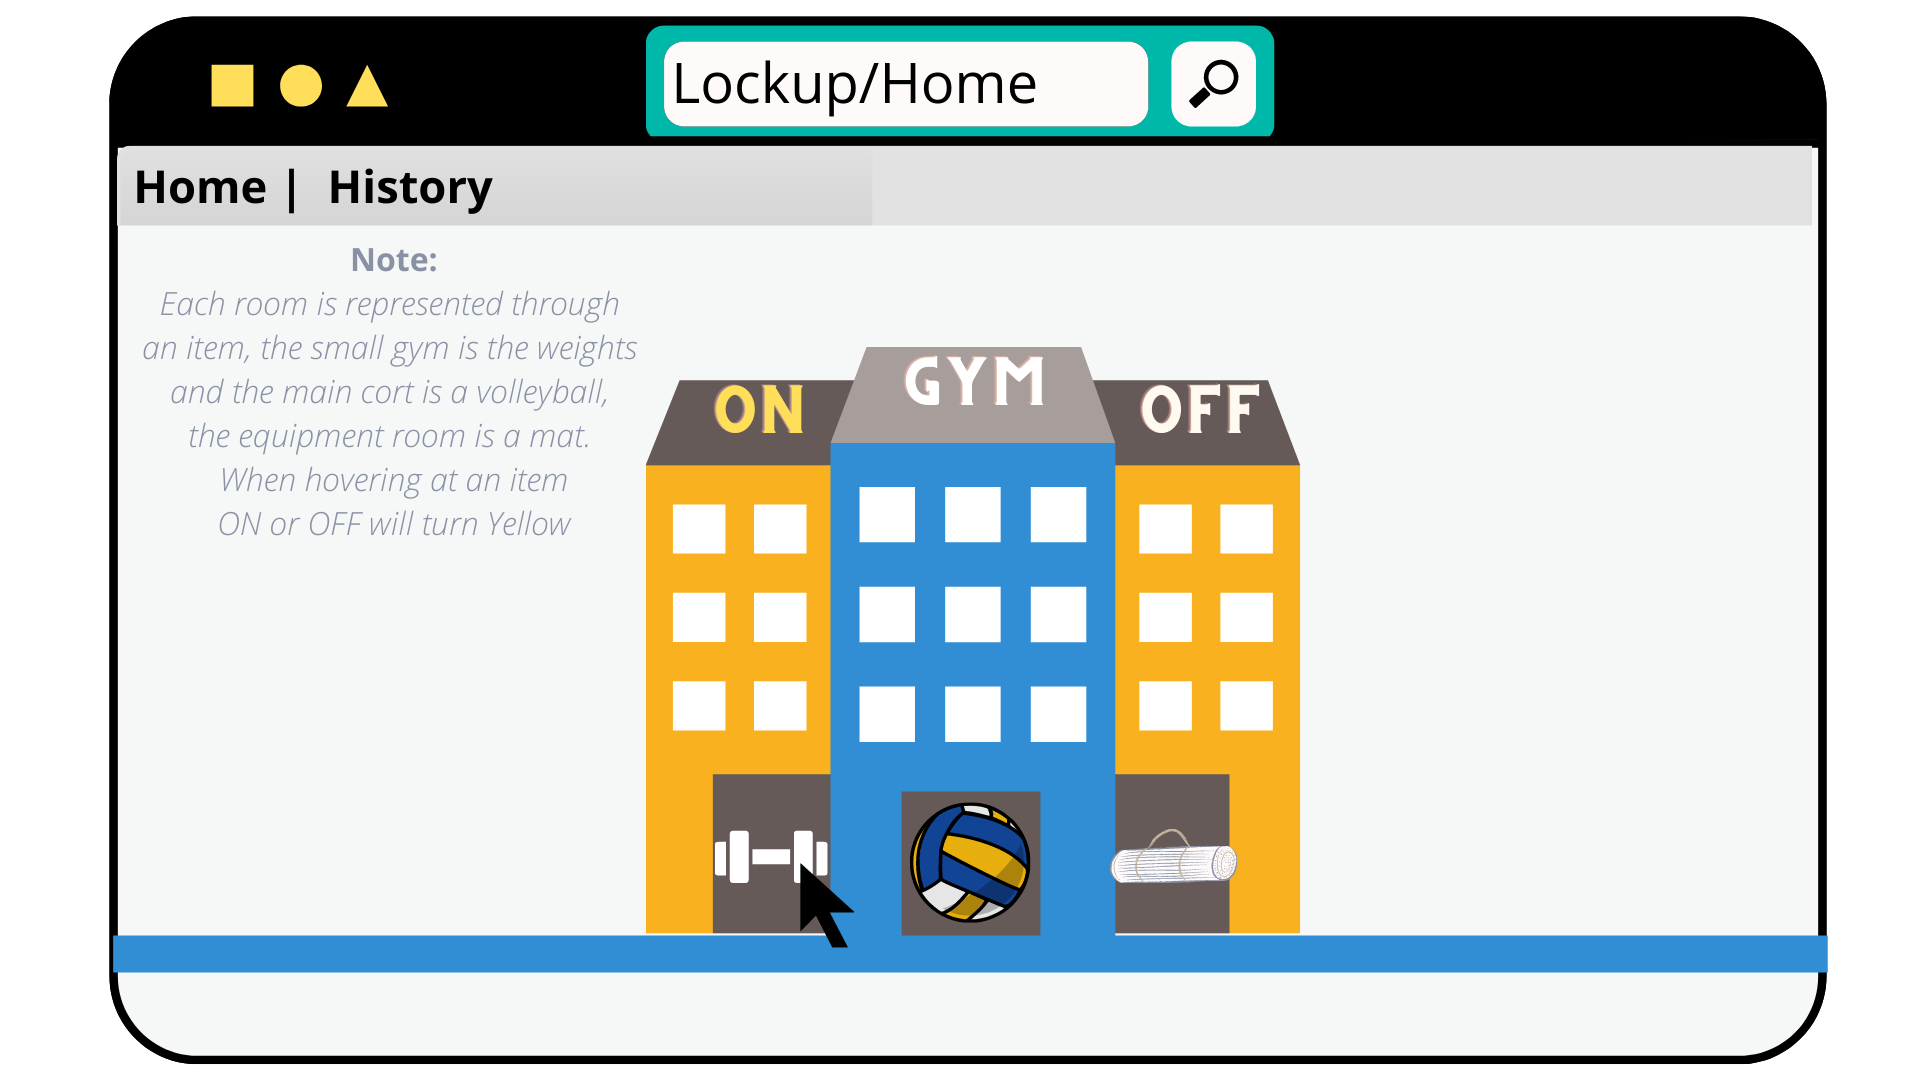 Lockup/Home
Home | History
Note:
Each room is represented through
an item, the small gym is the weights
and the main cort is a volleyball,
the equipment room is a mat.
When hovering at an item
ON or OFF will turn Yellow
GYM
ON
OFF